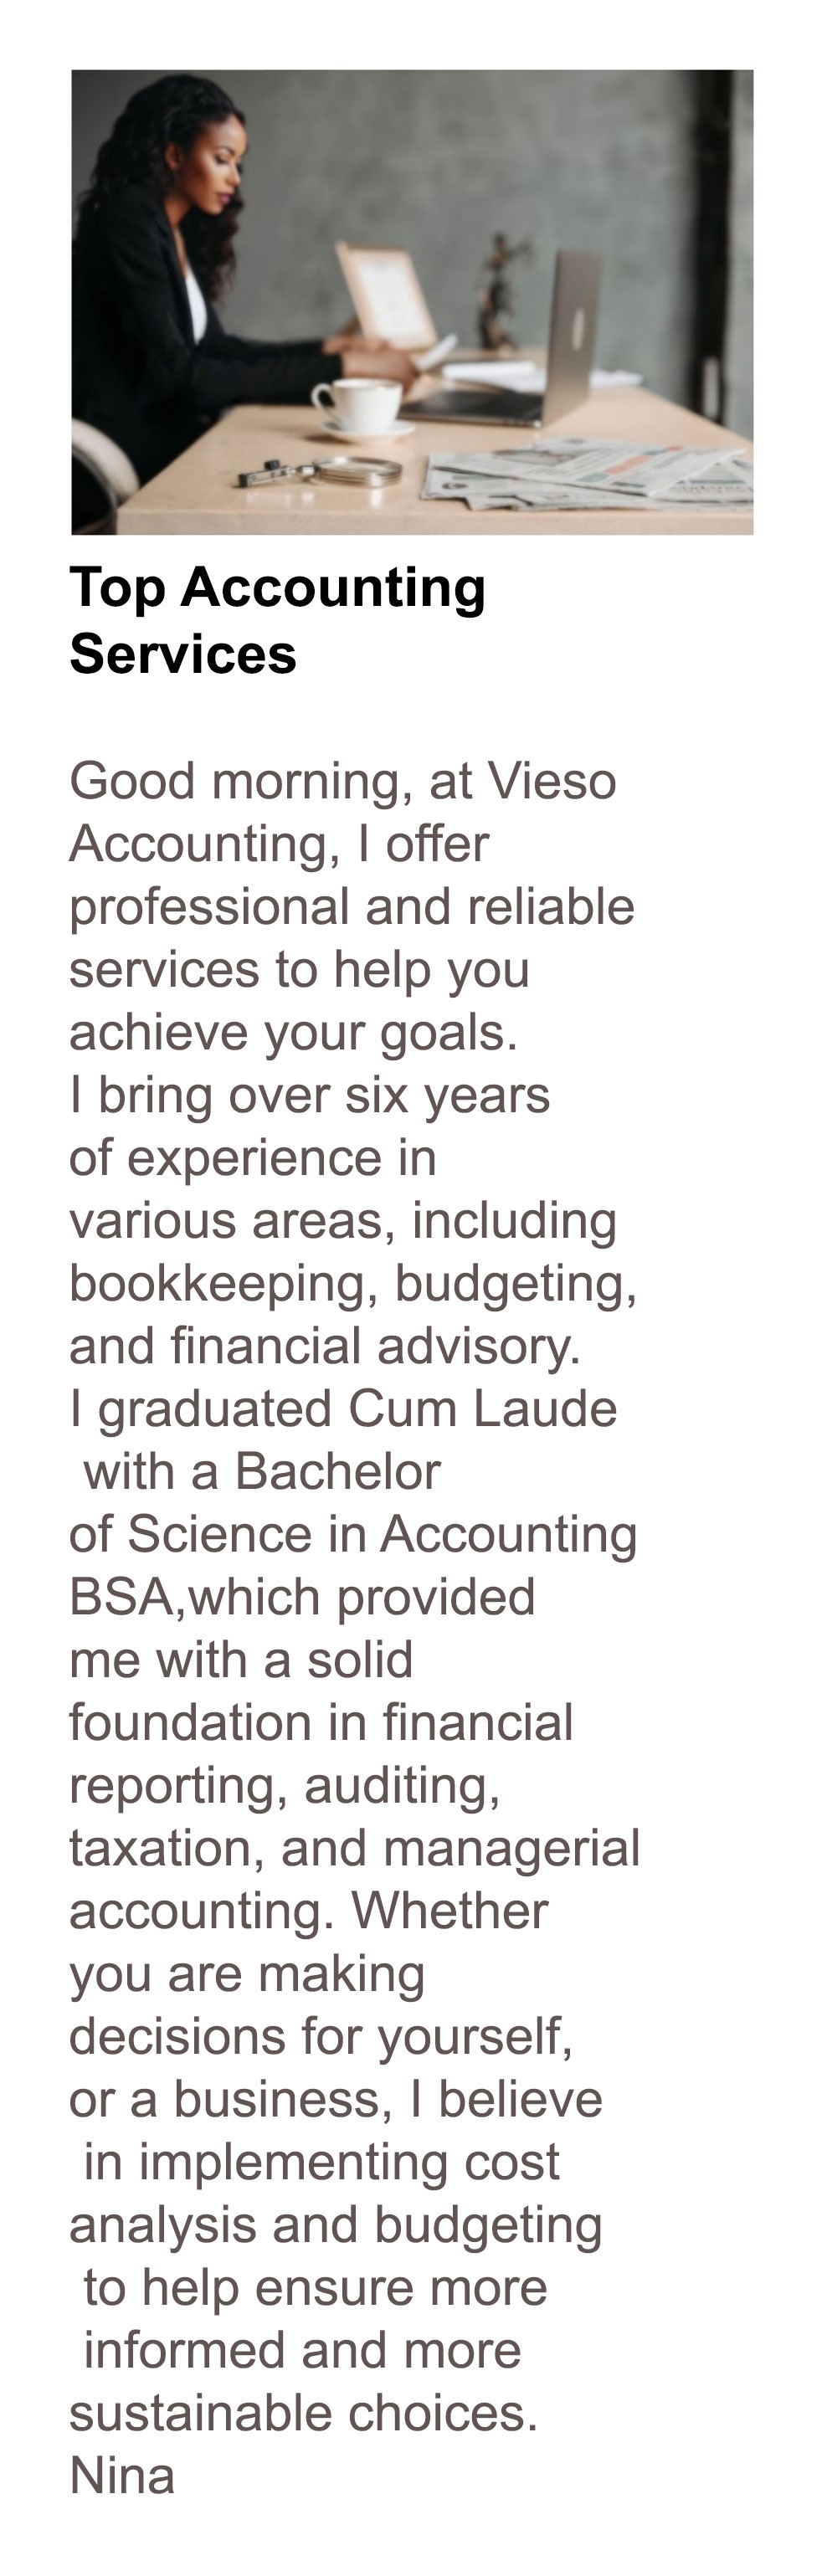 Top Accounting
Services
Good morning, at Vieso
Accounting, I offer
professional and reliable
services to help you
achieve your goals.
I bring over six years
of experience in
various areas, including
bookkeeping, budgeting,
and financial advisory.
I graduated Cum Laude
with a Bachelor
of Science in Accounting
BSA,which provided
me with a solid
foundation in financial
reporting, auditing,
taxation, and managerial
accounting. Whether
you are making
decisions for yourself,
or a business, I believe
in implementing cost
analysis and budgeting
to help ensure more
informed and more
sustainable choices.
Nina